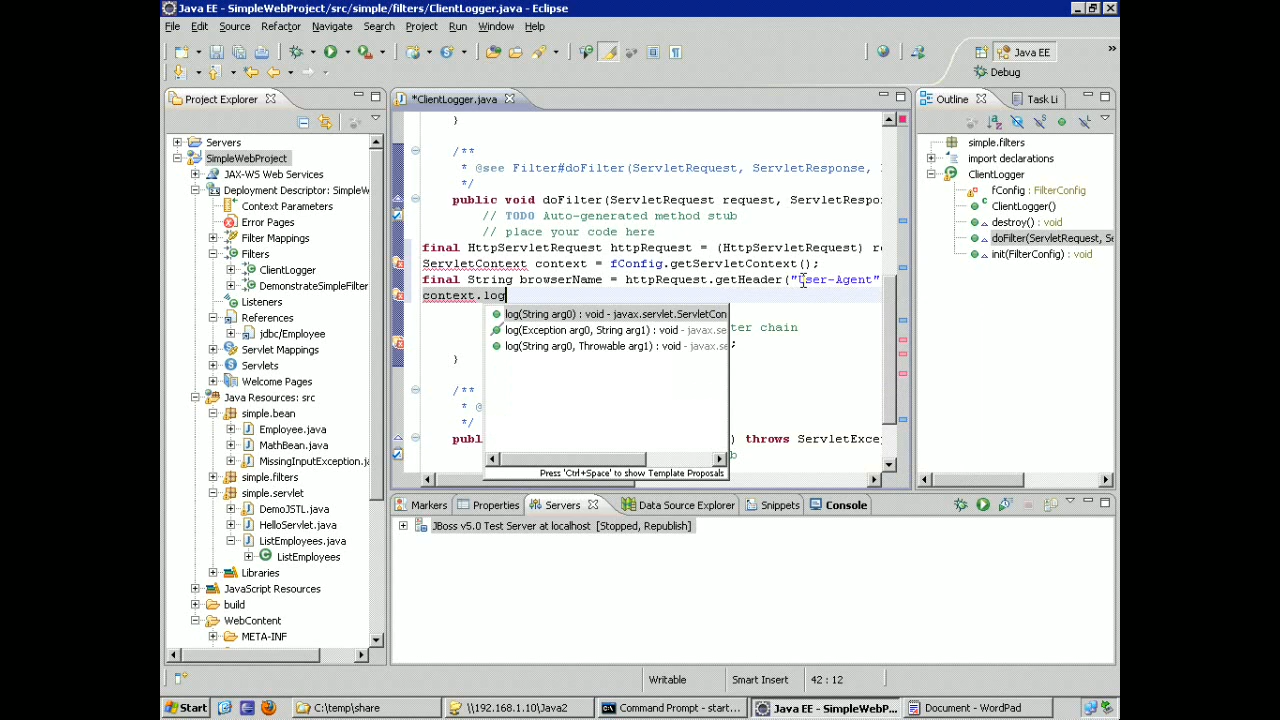 Java EE - SimpleWebProject/src/simple/filters/ClientLogger.java - Eclipse
File Edit Source Refactor Navigate Search Project Run Window Help
Java EE
Debug
Project Explorer
Servers
SimpleWebProject
JAX-WS Web Services
Deployment Descriptor: SimpleW
Context Parameters
Error Pages
Filter Mappings
Filters
ClientLogger
DemonstrateSimpleFilter
Listeners
References
jdbc/Employee
Servlet Mappings
Servlets
Welcome Pages
Java Resources: src
simple.bean
Employee.java
MathBean.java
MissingInputException.j
simple.filters
simple.servlet
DemoJSTL.java
HelloServlet.java
ListEmployees.java
ListEmployees
Libraries
JavaScript Resources
build
WebContent
META-INF
*ClientLogger.java
}
/**
* @see Filter#doFilter(ServletRequest, ServletResponse,
*/
public void doFilter(ServletRequest request, ServletRespo
// TODO Auto-generated method stub
// place your code here
final HttpServletRequest httpRequest = (HttpServletRequest) re
ServletContext context = fConfig.getServletContext();
final String browserName = httpRequest.getHeader("User-Agent"
context.log
log(String arg0) : void - javax.servlet.ServletCon
log(Exception arg0, String arg1) : void - javax.se
ter chain
log(String arg0, Throwable arg1) : void - javax.se
;
}
/**
* @
*/
publ
) throws ServletExce
b
Press 'Ctrl+Space' to show Template Proposals
Outline
Task Li
simple.filters
import declarations
ClientLogger
fConfig : FilterConfig
ClientLogger()
destroy() : void
doFilter(ServletRequest, Se
init(FilterConfig) : void
Markers Properties Servers Data Source Explorer Snippets Console
JBoss v5.0 Test Server at localhost [Stopped, Republish]
Writable Smart Insert 42 : 12
Start C:\temp\share \\192.168.1.10\Java2 Command Prompt - start... Java EE - SimpleWebP... Document - WordPad